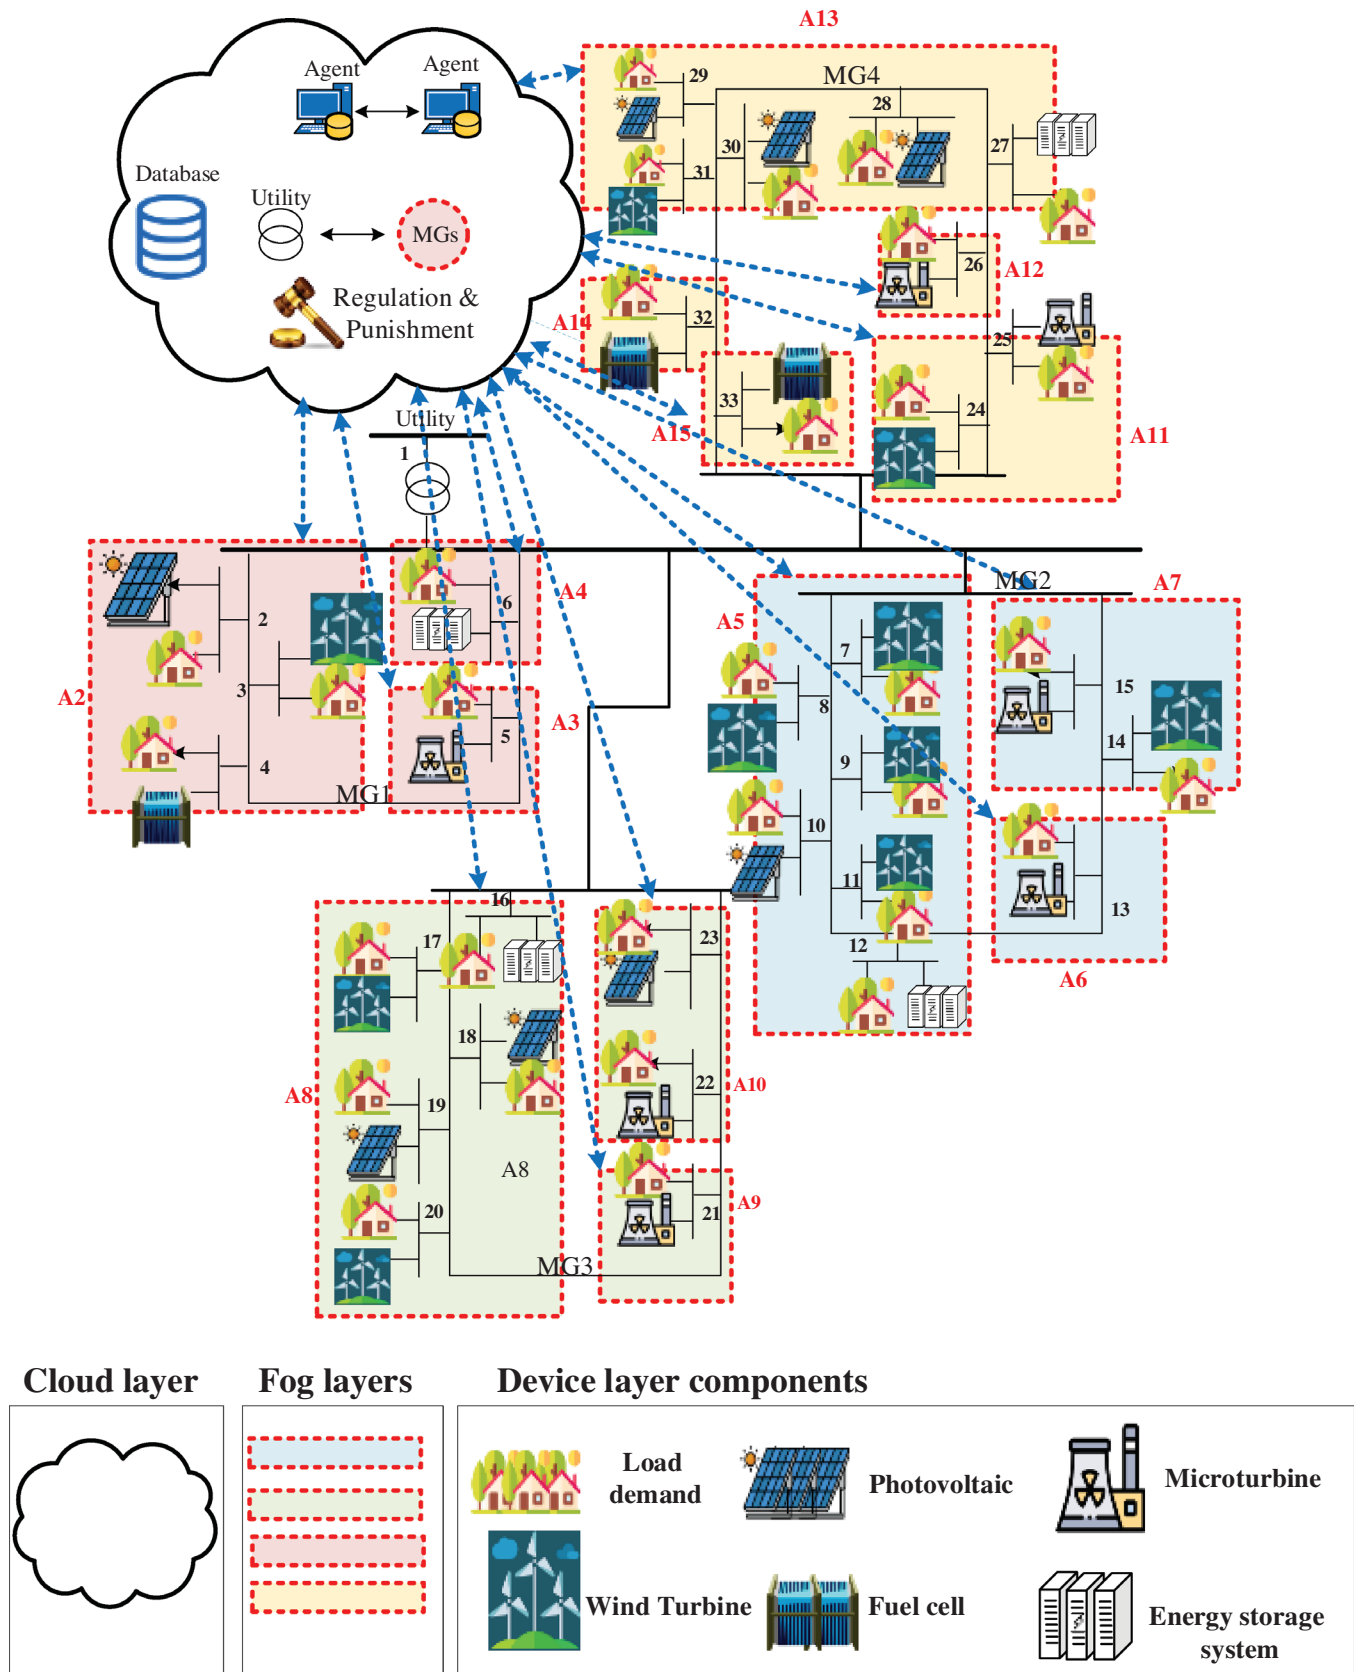 A13
Agent
Agent
MG4
29
28
27
30
31
Database
Utility
MGs
26
A12
Regulation &
Punishment
A14
32
25
33
24
A15
A11
Utility
1
MG2
A7
A4
2
6
A5
7
15
A2
3
8
14
A3
5
4
9
MG1
10
11
13
16
17
23
12
A6
18
22
A10
A8
19
A8
A9
20
21
MG3
Cloud layer
Fog layers
Device layer components
Load
demand
Photovoltaic
Microturbine
Wind Turbine
Fuel cell
Energy storage
system